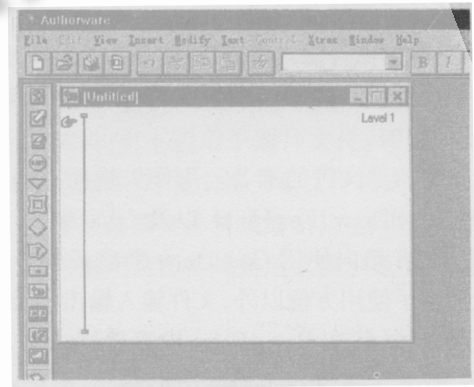 Authorware
File Edit View Insert Modify Text Control Xtras Window Help
B I
[Untitled]
Level 1